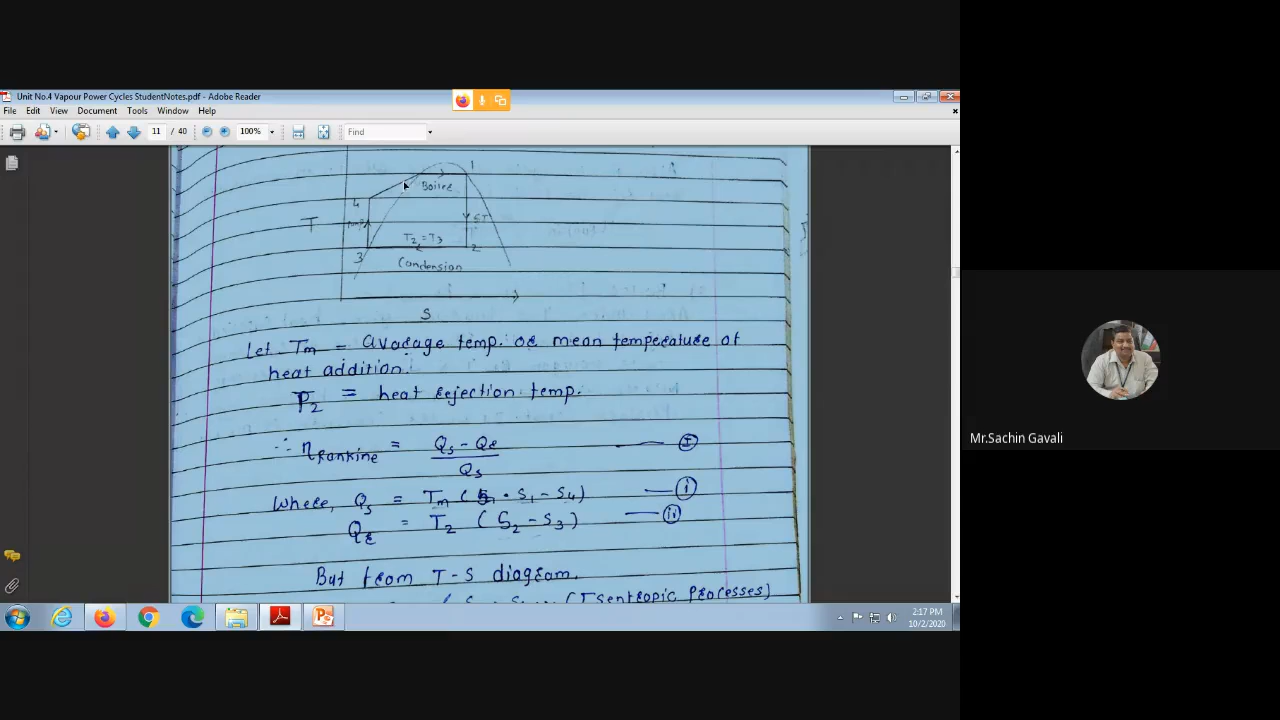 Unit No.4 Vapour Power Cycles StudentNotes.pdf - Adobe Reader
File Edit View Document Tools Window Help
11 / 40 100% Find
1
Boiler
4
T
T2 = T3
2
3
Condension
S
Let Tm = average temp. or mean temperature of
heat addition.
T2 = heat rejection temp.
∴ ηRankine = Qs - Qr / Qs — I
Where, Qs = Tm ( S1 - S4) — i
Qr = T2 (S2 - S3) — ii
But from T-S diagram.
(Isentropic Processes)
Mr.Sachin Gavali
2:17 PM
10/2/2020